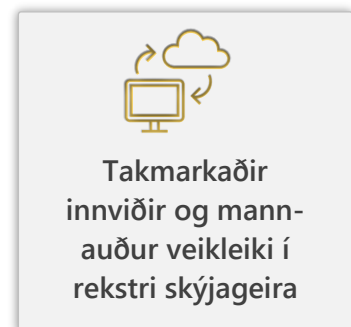 Takmarkaðir
innviðir og mann-
auður veikleiki í
rekstri skýjageira